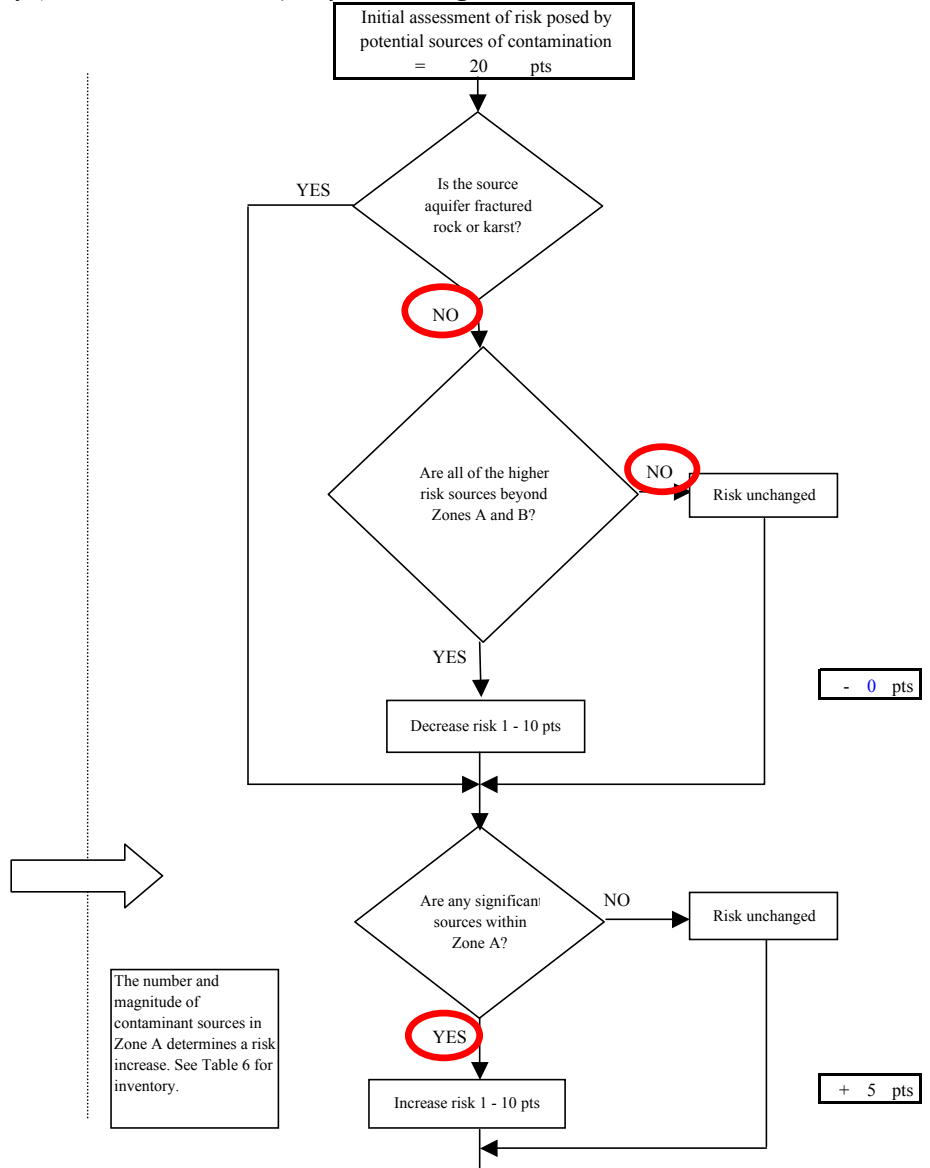 Initial assessment of risk posed by
potential sources of contamination
= 20 pts
YES
Is the source
aquifer fractured
rock or karst?
NO
Are all of the higher
risk sources beyond
Zones A and B?
NO
Risk unchanged
YES
- 0 pts
Decrease risk 1 - 10 pts
Are any significant
sources within
Zone A?
NO
Risk unchanged
The number and
magnitude of
contaminant sources in
Zone A determines a risk
increase. See Table 6 for
inventory.
YES
+ 5 pts
Increase risk 1 - 10 pts